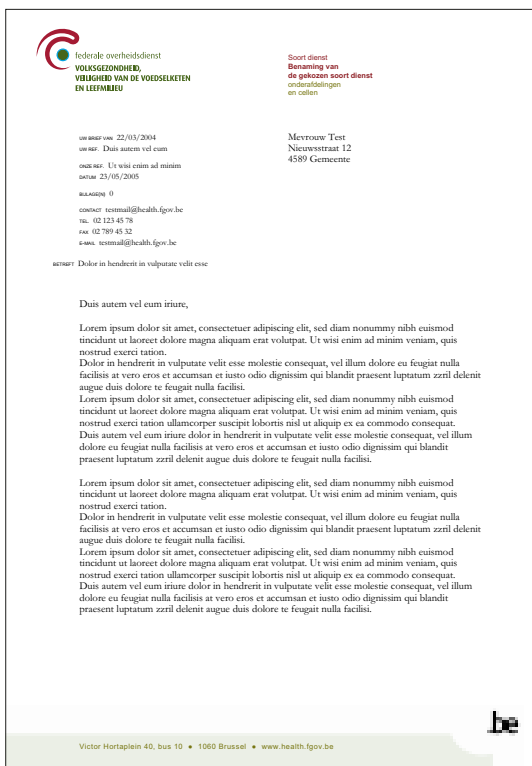 federale overheidsdienst
VOLKSGEZONDHEID,
VEILIGHEID VAN DE VOEDSELKETEN
EN LEEFMILIEU
Soort dienst
Benaming van
de gekozen soort dienst
onderafdelingen
en cellen
UW BRIEF VAN 22/03/2004
UW REF. Duis autem vel eum
ONZE REF. Ut wisi enim ad minim
DATUM 23/05/2005
BIJLAGE(N) 0
CONTACT testmail@health.fgov.be
TEL. 02 123 45 78
FAX 02 789 45 32
E-MAIL testmail@health.fgov.be
Mevrouw Test
Nieuwsstraat 12
4589 Gemeente
BETREFT Dolor in hendrerit in vulputate velit esse
Duis autem vel eum iriure,
Lorem ipsum dolor sit amet, consectetuer adipiscing elit, sed diam nonummy nibh euismod
tincidunt ut laoreet dolore magna aliquam erat volutpat. Ut wisi enim ad minim veniam, quis
nostrud exerci tation.
Dolor in hendrerit in vulputate velit esse molestie consequat, vel illum dolore eu feugiat nulla
facilisis at vero eros et accumsan et iusto odio dignissim qui blandit praesent luptatum zzril delenit
augue duis dolore te feugait nulla facilisi.
Lorem ipsum dolor sit amet, consectetuer adipiscing elit, sed diam nonummy nibh euismod
tincidunt ut laoreet dolore magna aliquam erat volutpat. Ut wisi enim ad minim veniam, quis
nostrud exerci tation ullamcorper suscipit lobortis nisl ut aliquip ex ea commodo consequat.
Duis autem vel eum iriure dolor in hendrerit in vulputate velit esse molestie consequat, vel illum
dolore eu feugiat nulla facilisis at vero eros et accumsan et iusto odio dignissim qui blandit
praesent luptatum zzril delenit augue duis dolore te feugait nulla facilisi.
Lorem ipsum dolor sit amet, consectetuer adipiscing elit, sed diam nonummy nibh euismod
tincidunt ut laoreet dolore magna aliquam erat volutpat. Ut wisi enim ad minim veniam, quis
nostrud exerci tation.
Dolor in hendrerit in vulputate velit esse molestie consequat, vel illum dolore eu feugiat nulla
facilisis at vero eros et accumsan et iusto odio dignissim qui blandit praesent luptatum zzril delenit
augue duis dolore te feugait nulla facilisi.
Lorem ipsum dolor sit amet, consectetuer adipiscing elit, sed diam nonummy nibh euismod
tincidunt ut laoreet dolore magna aliquam erat volutpat. Ut wisi enim ad minim veniam, quis
nostrud exerci tation ullamcorper suscipit lobortis nisl ut aliquip ex ea commodo consequat.
Duis autem vel eum iriure dolor in hendrerit in vulputate velit esse molestie consequat, vel illum
dolore eu feugiat nulla facilisis at vero eros et accumsan et iusto odio dignissim qui blandit
praesent luptatum zzril delenit augue duis dolore te feugait nulla facilisi.
.be
Victor Hortaplein 40, bus 10 ● 1060 Brussel ● www.health.fgov.be